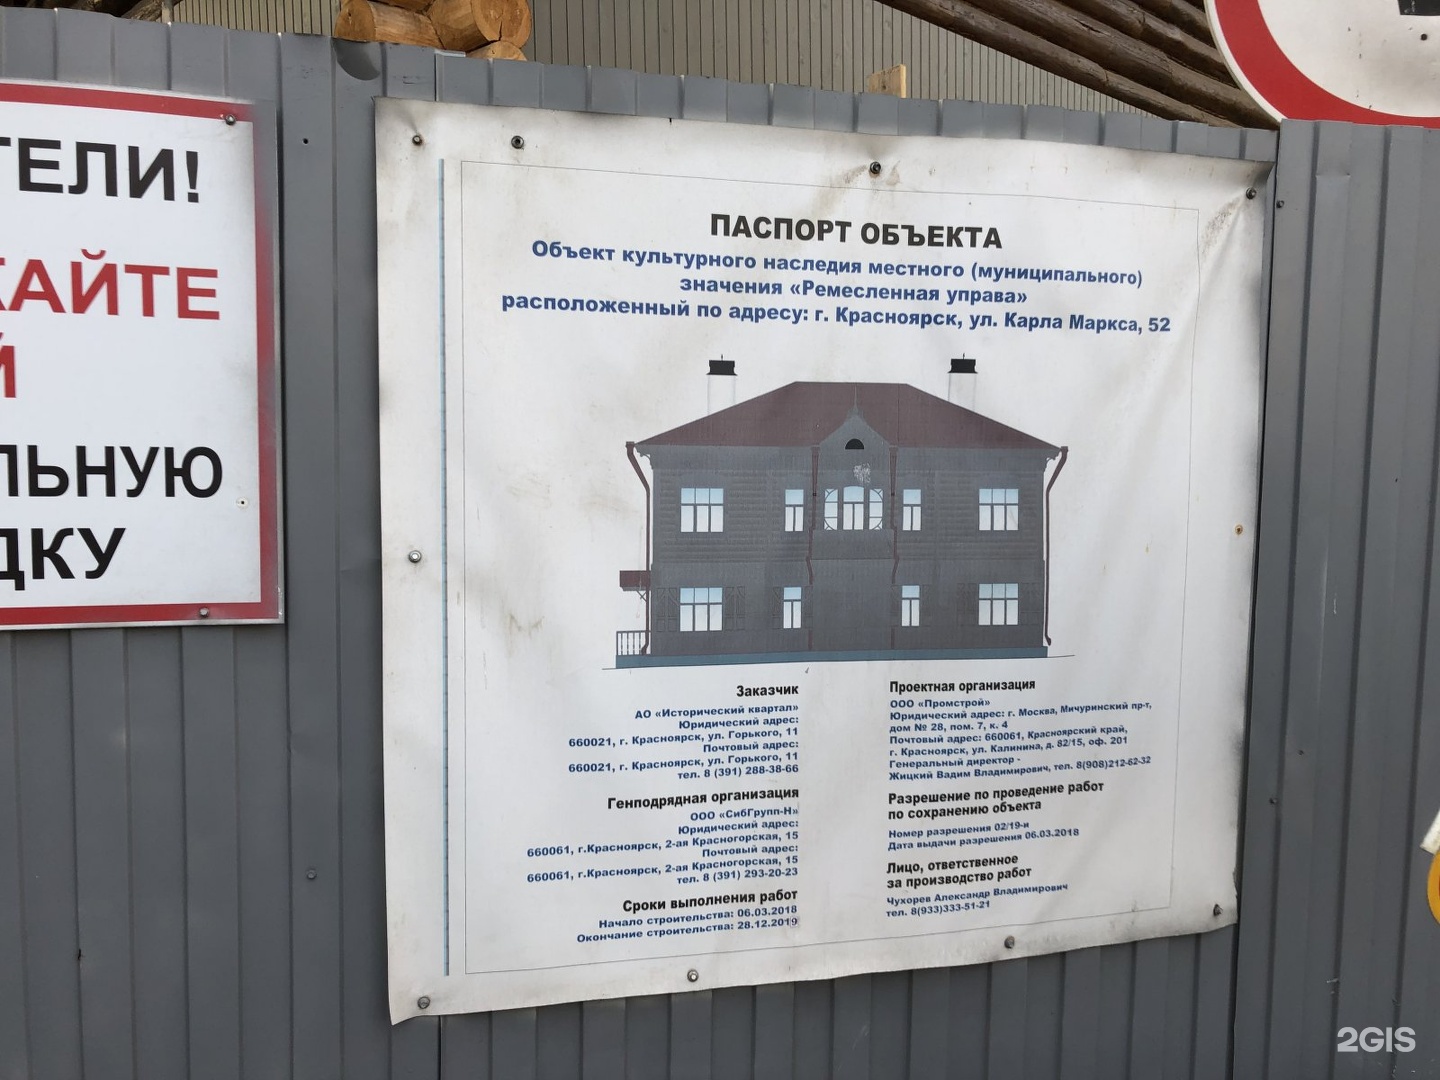 ТЕЛИ!
КАЙТЕ
Й
ЛЬНУЮ
ДКУ
ПАСПОРТ ОБЪЕКТА
Объект культурного наследия местного (муниципального)
значения «Ремесленная управа»
расположенный по адресу: г. Красноярск, ул. Карла Маркса, 52
Заказчик
АО «Исторический квартал»
Юридический адрес:
660021, г. Красноярск, ул. Горького, 11
Почтовый адрес:
660021, г. Красноярск, ул. Горького, 11
тел. 8 (391) 288-38-66
Генподрядная организация
ООО «СибГрупп-Н»
Юридический адрес:
660061, г.Красноярск, 2-ая Красногорская, 15
Почтовый адрес:
660061, г.Красноярск, 2-ая Красногорская, 15
тел. 8 (391) 293-20-23
Сроки выполнения работ
Начало строительства: 06.03.2018
Окончание строительства: 28.12.2019
Проектная организация
ООО «Промстрой»
Юридический адрес: г. Москва, Мичуринский пр-т,
дом № 28, пом. 7, к. 4
Почтовый адрес: 660061, Красноярский край,
г. Красноярск, ул. Калинина, д. 82/15, оф. 201
Генеральный директор -
Жицкий Вадим Владимирович, тел. 8(908)212-62-32
Разрешение по проведение работ
по сохранению объекта
Номер разрешения 02/19-и
Дата выдачи разрешения 06.03.2018
Лицо, ответственное
за производство работ
Чухорев Александр Владимирович
тел. 8(933)333-51-21
2GIS